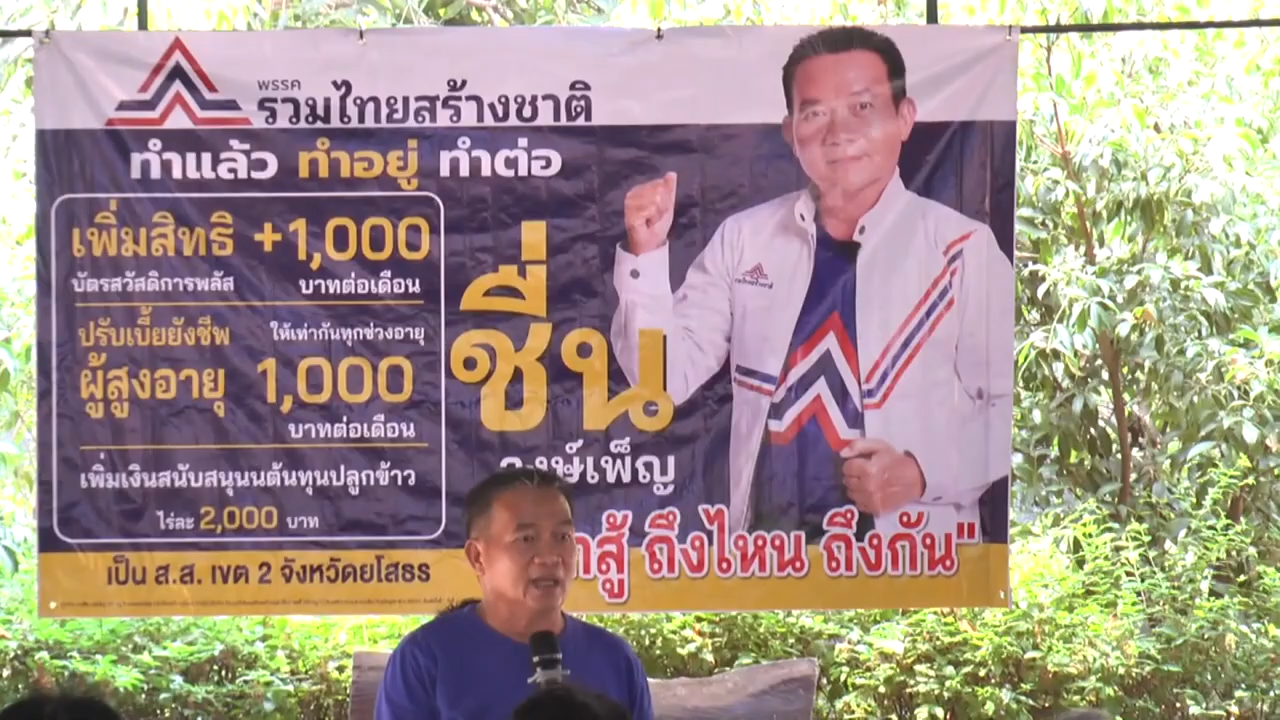 พรรค
รวมไทยสร้างชาติ
ทำแล้ว ทำอยู่ ทำต่อ
เพิ่มสิทธิ +1,000
บัตรสวัสดิการพลัส บาทต่อเดือน
ปรับเบี้ยยังชีพ ให้เท่ากันทุกช่วงอายุ
ผู้สูงอายุ 1,000
บาทต่อเดือน
เพิ่มเงินสนับสนุนนต้นทุนปลูกข้าว
ไร่ละ 2,000 บาท
ชื่น
วงษ์เพ็ญ
สู้ ถึงไหน ถึงกัน"
เป็น ส.ส. เขต 2 จังหวัดยโสธร